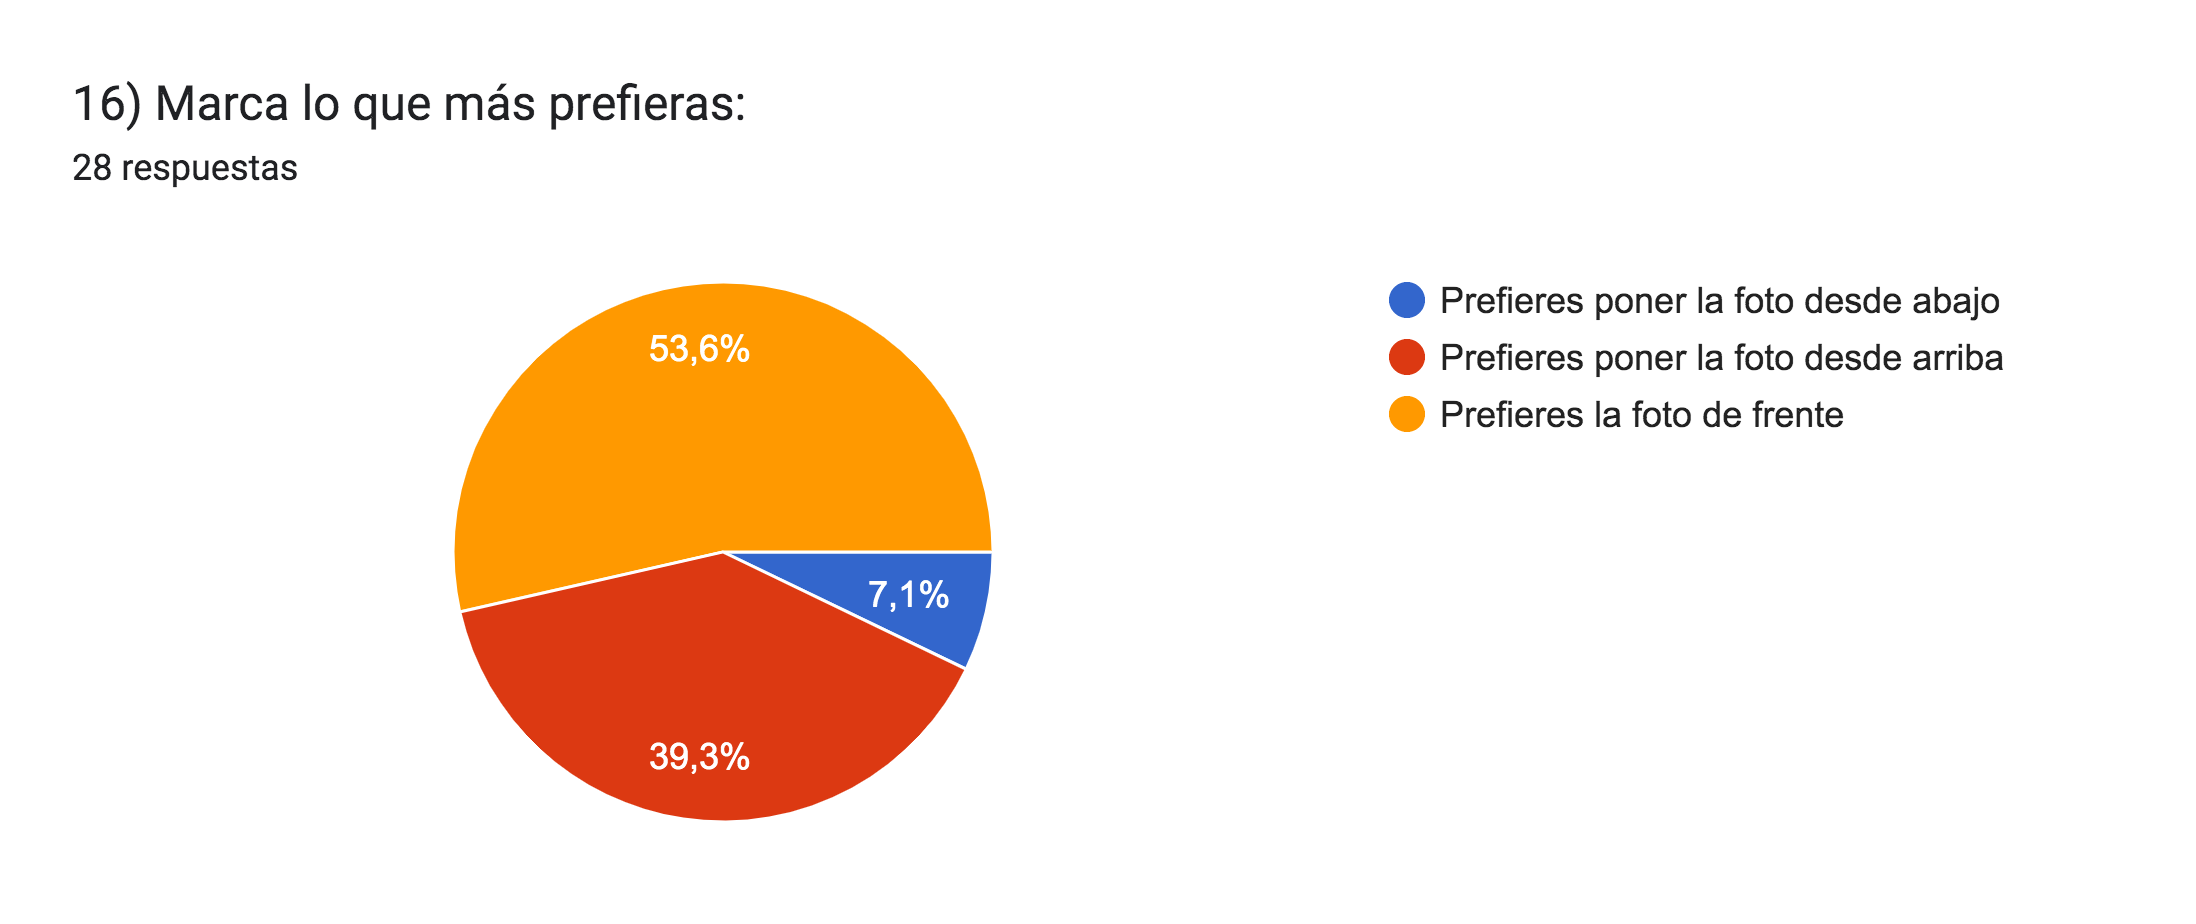 16) Marca lo que más prefieras:
28 respuestas
53,6%
7,1%
39,3%
Prefieres poner la foto desde abajo
Prefieres poner la foto desde arriba
Prefieres la foto de frente